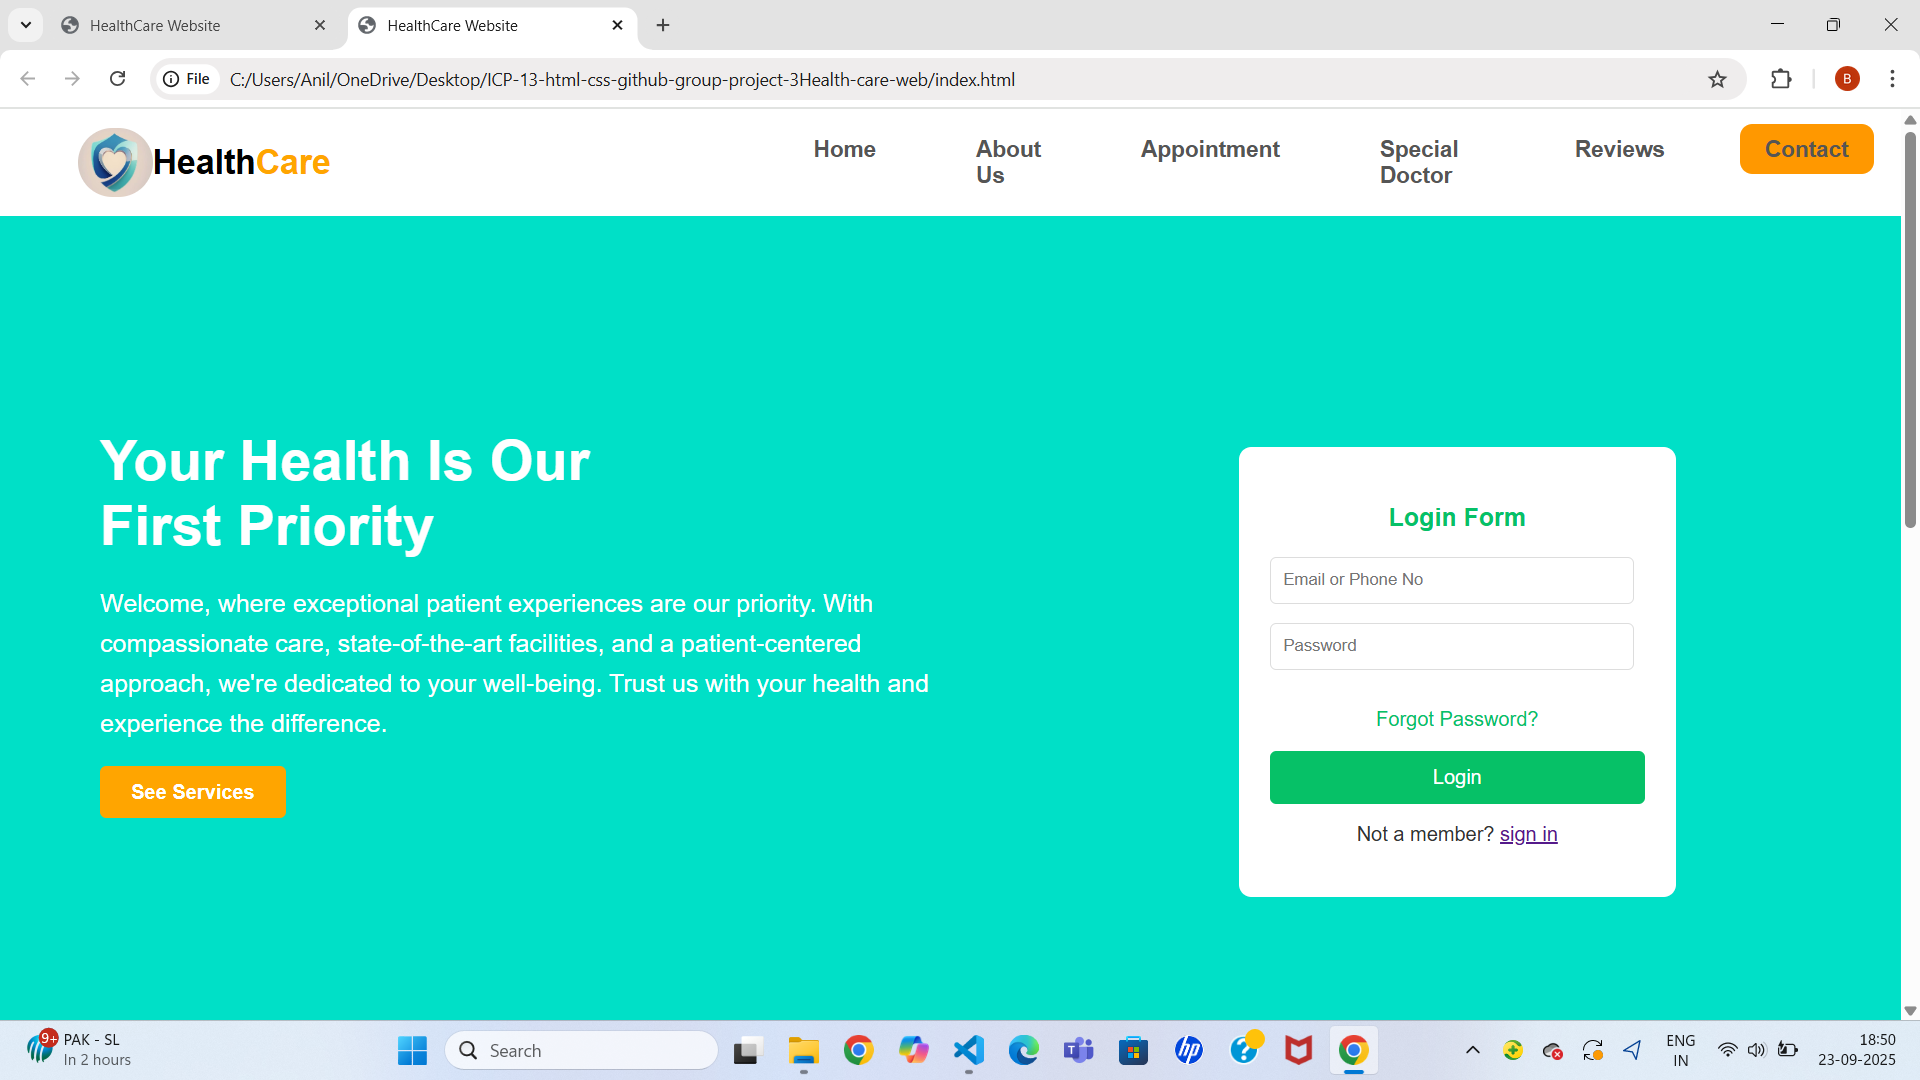 HealthCare Website
HealthCare Website
File
C:/Users/Anil/OneDrive/Desktop/ICP-13-html-css-github-group-project-3Health-care-web/index.html
B
HealthCare
Home
About Us
Appointment
Special Doctor
Reviews
Contact
Your Health Is Our
First Priority
Welcome, where exceptional patient experiences are our priority. With
compassionate care, state-of-the-art facilities, and a patient-centered
approach, we're dedicated to your well-being. Trust us with your health and
experience the difference.
See Services
Login Form
Email or Phone No
Password
Forgot Password?
Login
Not a member? sign in
9+
PAK - SL
In 2 hours
Search
hp
ENG
IN
18:50
23-09-2025